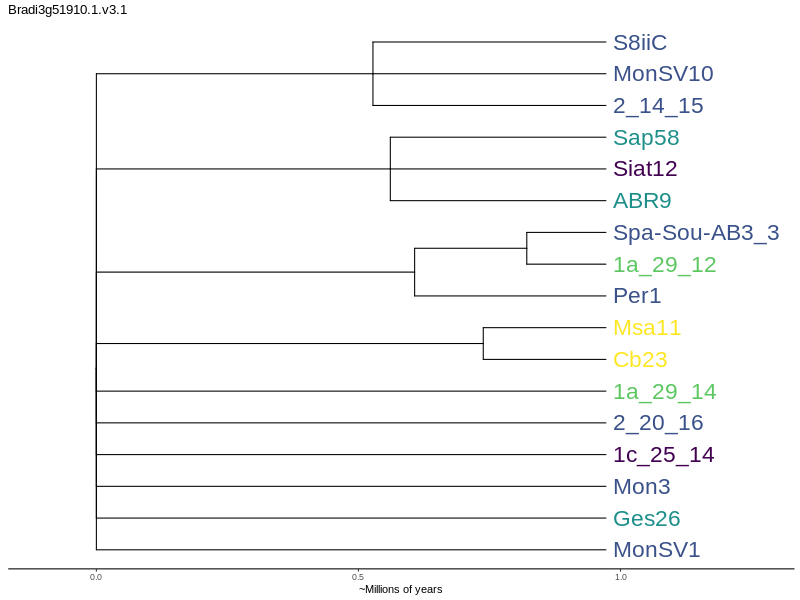 Bradi3g51910.1.v3.1
S8iiC
MonSV10
2_14_15
Sap58
Siat12
ABR9
Spa-Sou-AB3_3
1a_29_12
Per1
Msa11
Cb23
1a_29_14
2_20_16
1c_25_14
Mon3
Ges26
MonSV1
0.0 0.5 1.0
~Millions of years